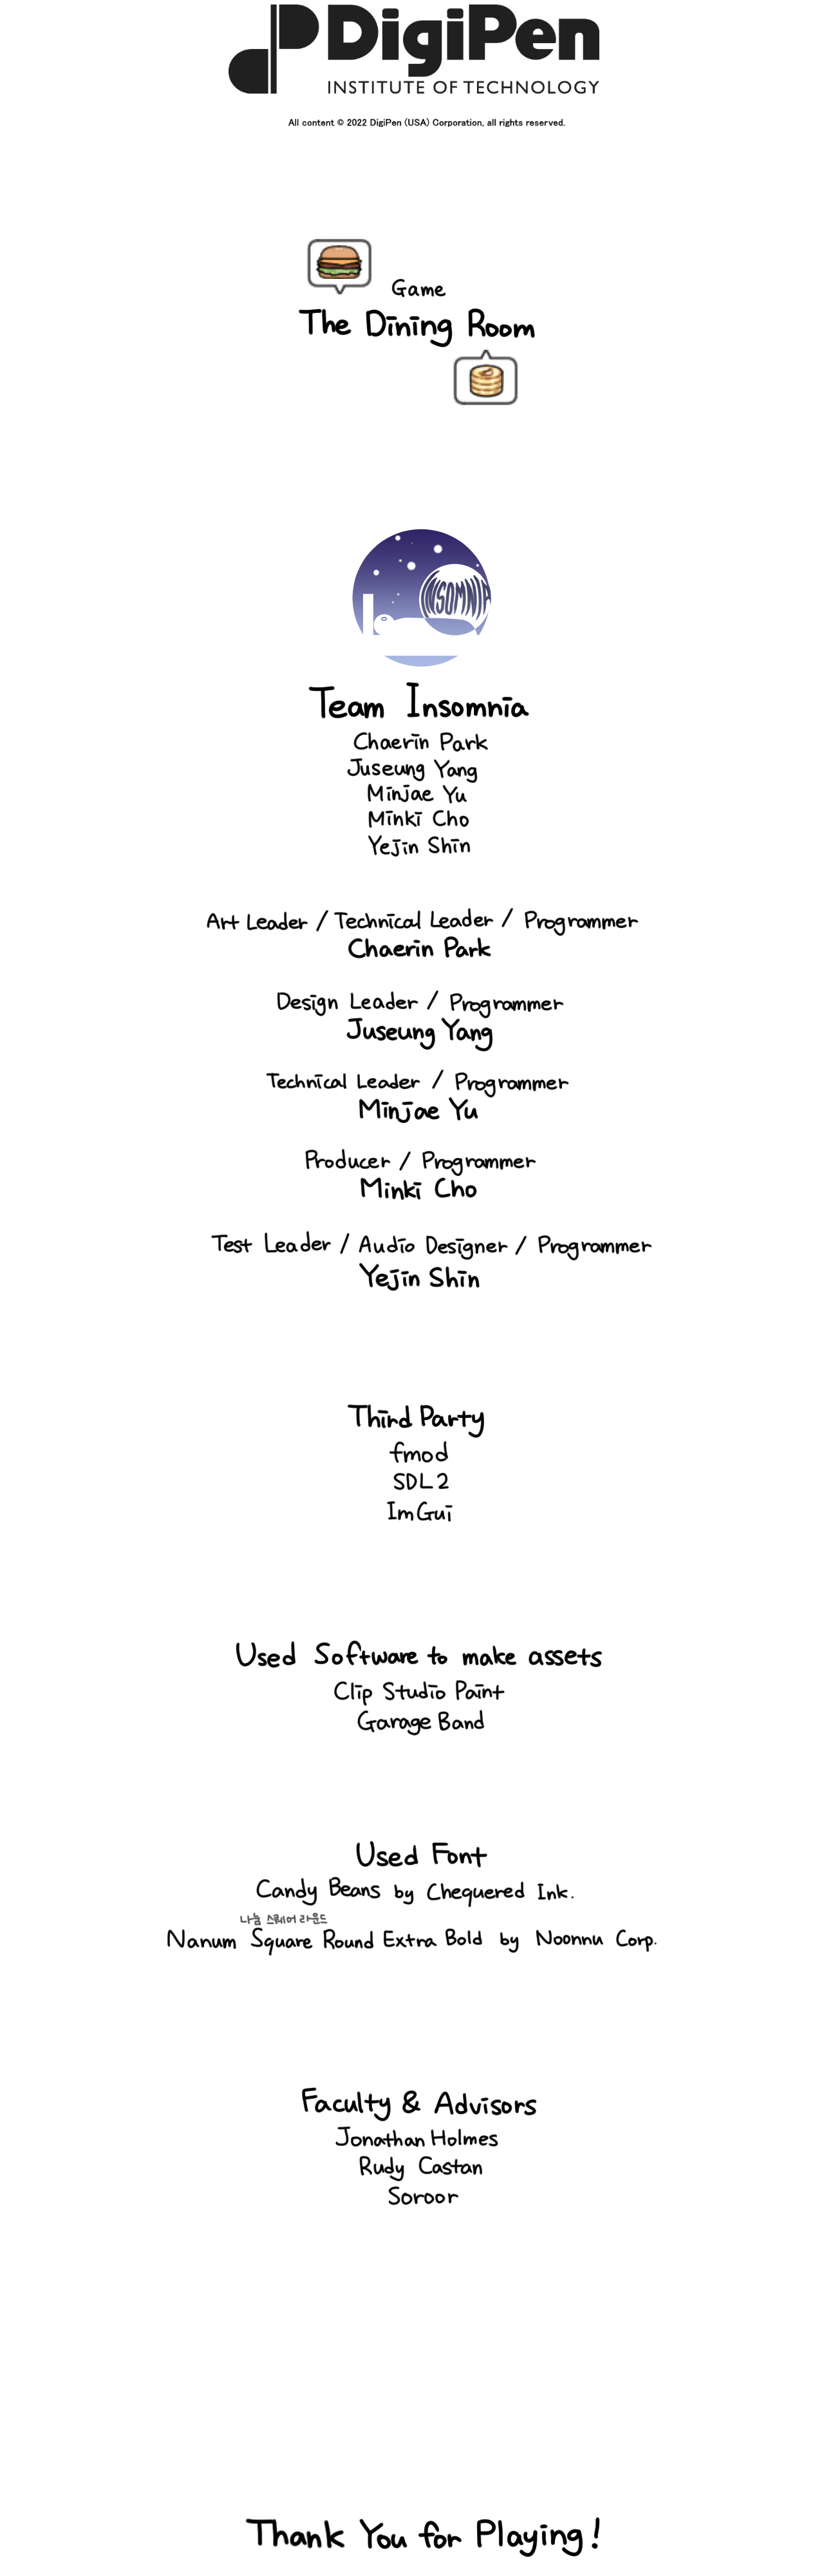 DigiPen
INSTITUTE OF TECHNOLOGY
All content © 2022 DigiPen (USA) Corporation, all rights reserved.
Game
The Dining Room
INSOMNIA
Team Insomnia
Chaerin Park
Juseung Yang
Minjae Yu
Minki Cho
Yejin Shin
Art Leader / Technical Leader / Programmer
Chaerin Park
Design Leader / Programmer
Juseung Yang
Technical Leader / Programmer
Minjae Yu
Producer / Programmer
Minki Cho
Test Leader / Audio Designer / Programmer
Yejin Shin
Third Party
fmod
SDL2
ImGui
Used Software to make assets
Clip Studio Paint
Garage Band
Used Font
Candy Beans by Chequered Ink.
나눔 스퀘어 라운드
Nanum Square Round Extra Bold by Noonnu Corp.
Faculty & Advisors
Jonathan Holmes
Rudy Castan
Soroor
Thank You for Playing!